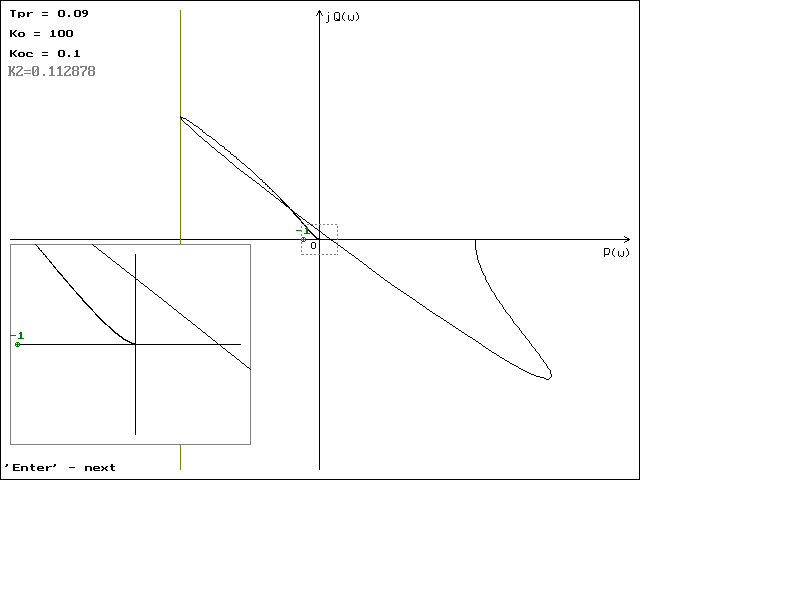 Tpr = 0.09
Ko = 100
Koc = 0.1
K2=0.112878
jQ(ω)
-1
0
P(ω)
-1
'Enter' - next